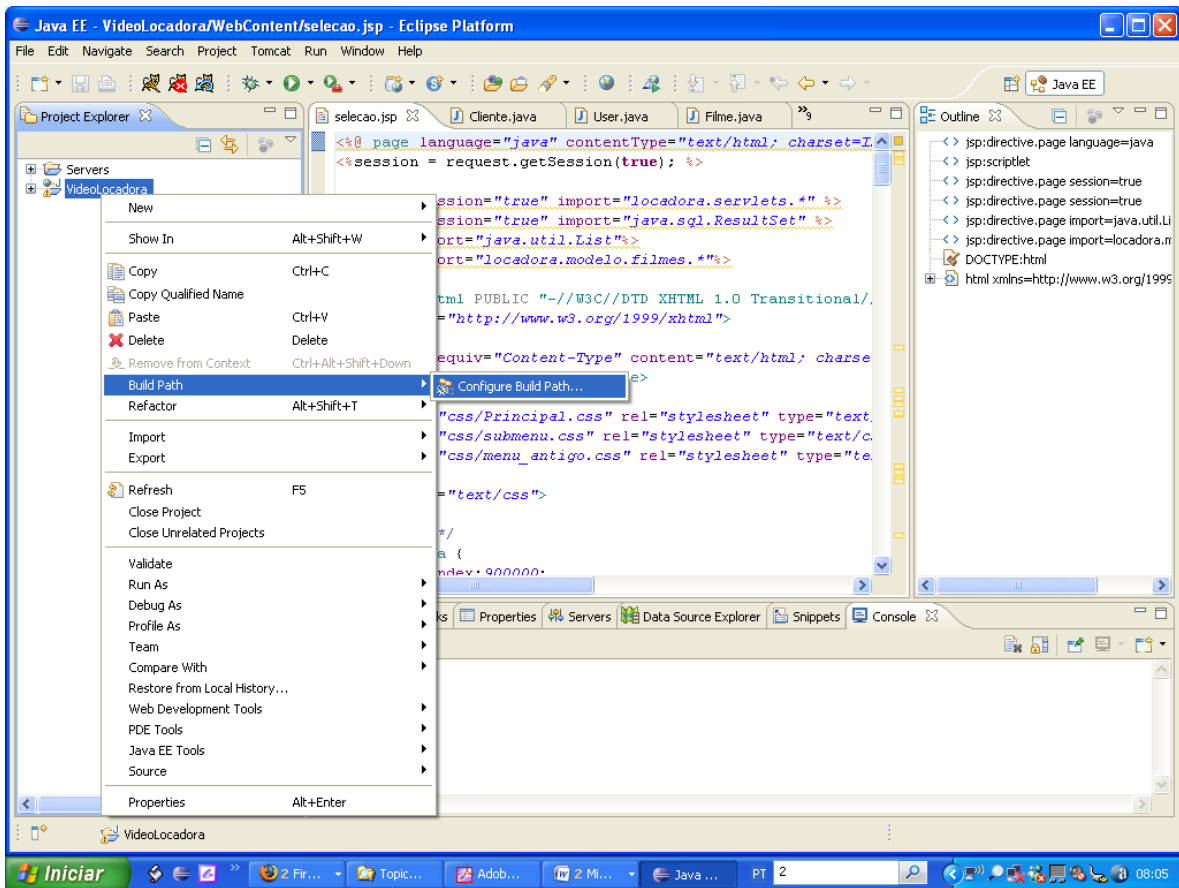 Java EE - VideoLocadora/WebContent/selecao.jsp - Eclipse Platform
File Edit Navigate Search Project Tomcat Run Window Help
Java EE
Project Explorer
Servers
VideoLocadora
New
Show In Alt+Shift+W
Copy Ctrl+C
Copy Qualified Name
Paste Ctrl+V
Delete Delete
Remove from Context Ctrl+Alt+Shift+Down
Build Path
Refactor Alt+Shift+T
Import
Export
Refresh F5
Close Project
Close Unrelated Projects
Validate
Run As
Debug As
Profile As
Team
Compare With
Restore from Local History...
Web Development Tools
PDE Tools
Java EE Tools
Source
Properties Alt+Enter
Configure Build Path...
selecao.jsp Cliente.java User.java Filme.java »9
<%@ page language="java" contentType="text/html; charset=I
<%session = request.getSession(true); %>
ssion="true" import="locadora.servlets.*" %>
ssion="true" import="java.sql.ResultSet" %>
ort="java.util.List"%>
ort="locadora.modelo.filmes.*"%>
tml PUBLIC "-//W3C//DTD XHTML 1.0 Transitional/
="http://www.w3.org/1999/xhtml">
equiv="Content-Type" content="text/html; charse
e>
"css/Principal.css" rel="stylesheet" type="text
"css/submenu.css" rel="stylesheet" type="text/c
"css/menu_antigo.css" rel="stylesheet" type="te
="text/css">
*/
a {
ndex:900000;
Outline
jsp:directive.page language=java
jsp:scriptlet
jsp:directive.page session=true
jsp:directive.page session=true
jsp:directive.page import=java.util.Li
jsp:directive.page import=locadora.m
DOCTYPE:html
html xmlns=http://www.w3.org/1999
ks Properties Servers Data Source Explorer Snippets Console
VideoLocadora
Iniciar » 2 Fir... Topic... Adob... 2 Mi... Java ... PT 2 08:05